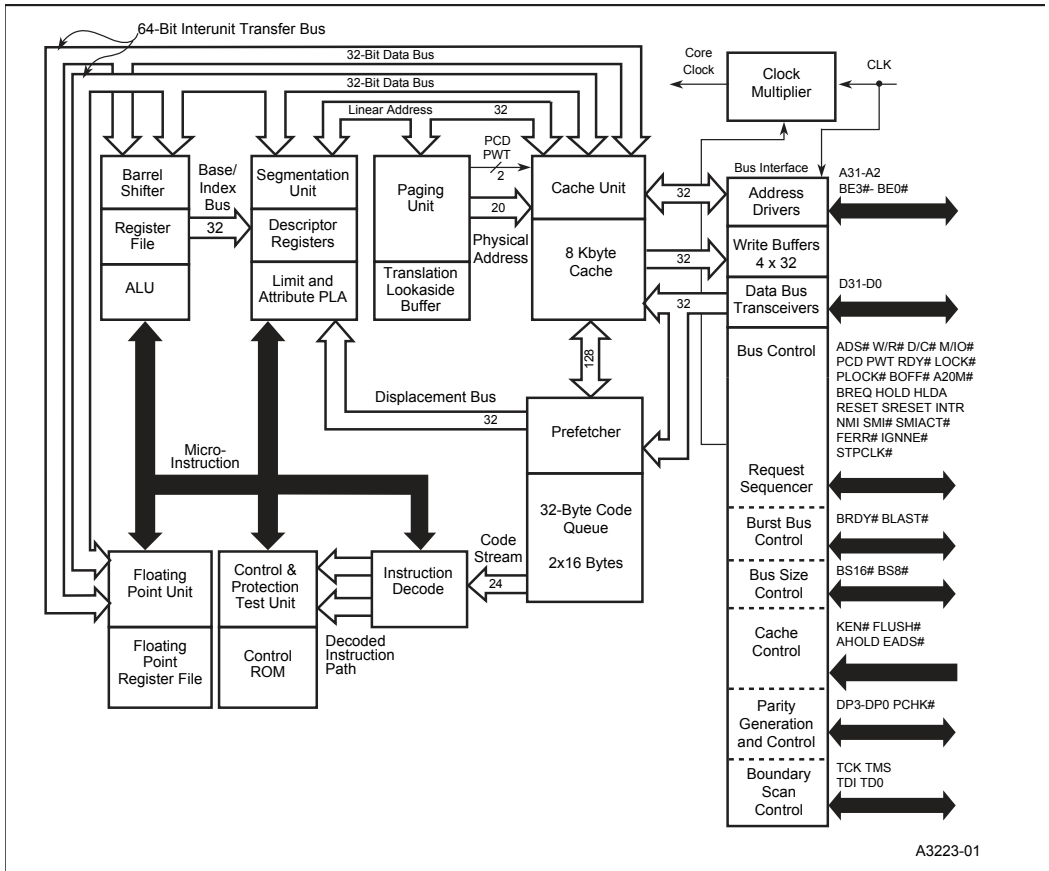 64-Bit Interunit Transfer Bus
32-Bit Data Bus
32-Bit Data Bus
Linear Address 32
Core
Clock
Clock
Multiplier
CLK
PCD
PWT
2
Barrel
Shifter
Register
File
ALU
Base/
Index
Bus
32
Segmentation
Unit
Descriptor
Registers
Limit and
Attribute PLA
Paging
Unit
Translation
Lookaside
Buffer
20
Physical
Address
Cache Unit
8 Kbyte
Cache
32
32
32
128
Bus Interface
Address
Drivers
Write Buffers
4 x 32
Data Bus
Transceivers
Bus Control
Request
Sequencer
Burst Bus
Control
Bus Size
Control
Cache
Control
Parity
Generation
and Control
Boundary
Scan
Control
A31-A2
BE3#- BE0#
D31-D0
ADS# W/R# D/C# M/IO#
PCD PWT RDY# LOCK#
PLOCK# BOFF# A20M#
BREQ HOLD HLDA
RESET SRESET INTR
NMI SMI# SMIACT#
FERR# IGNNE#
STPCLK#
BRDY# BLAST#
BS16# BS8#
KEN# FLUSH#
AHOLD EADS#
DP3-DP0 PCHK#
TCK TMS
TDI TD0
Displacement Bus
32
Prefetcher
32-Byte Code
Queue
2x16 Bytes
Micro-
Instruction
Code
Stream
24
Floating
Point Unit
Floating
Point
Register File
Control &
Protection
Test Unit
Control
ROM
Instruction
Decode
Decoded
Instruction
Path
A3223-01